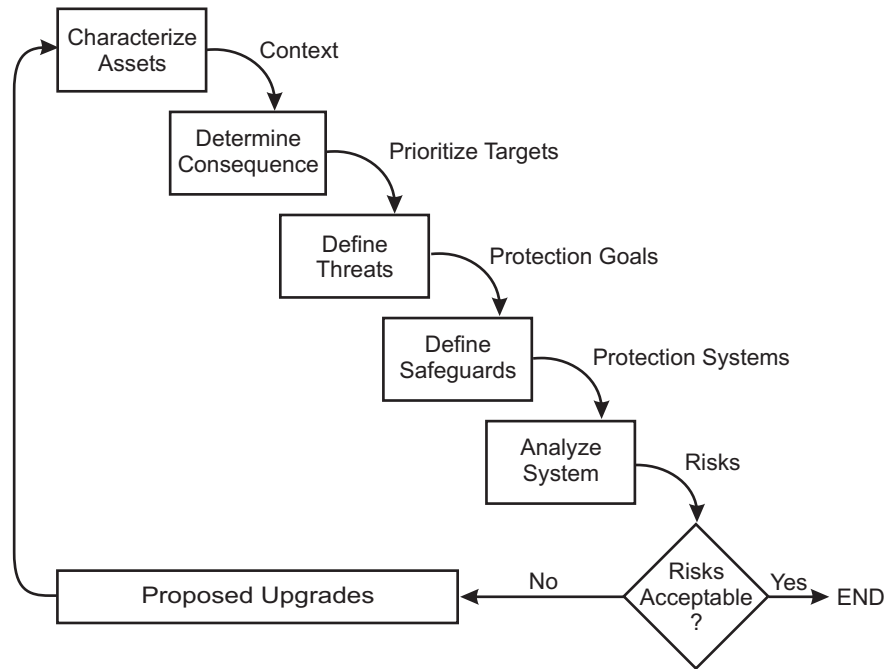 Characterize
Assets
Context
Determine
Consequence
Prioritize Targets
Define
Threats
Protection Goals
Define
Safeguards
Protection Systems
Analyze
System
Risks
Risks
Acceptable
?
Yes
END
No
Proposed Upgrades